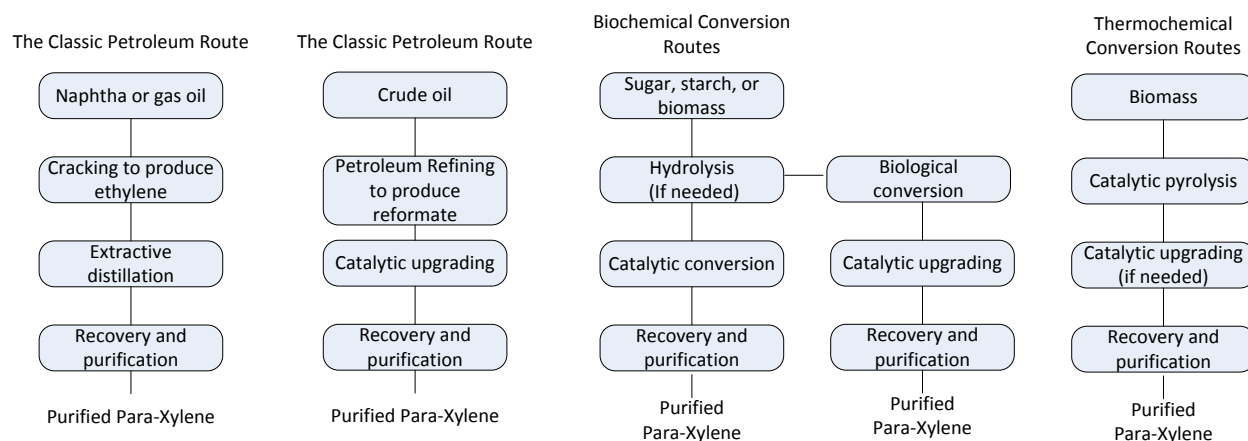 The Classic Petroleum Route
Naphtha or gas oil
Cracking to produce
ethylene
Extractive
distillation
Recovery and
purification
Purified Para-Xylene
The Classic Petroleum Route
Crude oil
Petroleum Refining
to produce
reformate
Catalytic upgrading
Recovery and
purification
Purified Para-Xylene
Biochemical Conversion
Routes
Sugar, starch, or
biomass
Hydrolysis
(If needed)
Catalytic conversion
Recovery and
purification
Purified
Para-Xylene
Biological
conversion
Catalytic upgrading
Recovery and
purification
Purified
Para-Xylene
Thermochemical
Conversion Routes
Biomass
Catalytic pyrolysis
Catalytic upgrading
(if needed)
Recovery and
purification
Purified
Para-Xylene